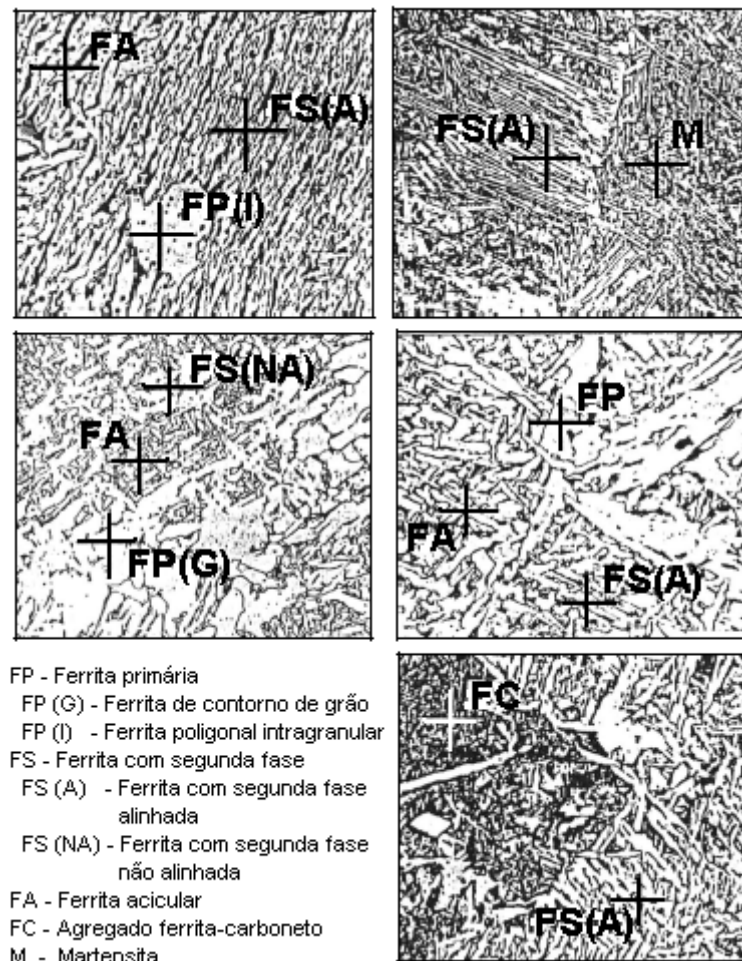 FA
FS(A)
FP(I)
FS(A)
M
FS(NA)
FA
FP(G)
FP
FA
FS(A)
FP - Ferrita primária
FP (G) - Ferrita de contorno de grão
FP (I) - Ferrita poligonal intragranular
FS - Ferrita com segunda fase
FS (A) - Ferrita com segunda fase
alinhada
FS (NA) - Ferrita com segunda fase
não alinhada
FA - Ferrita acicular
FC - Agregado ferrita-carboneto
M - Martensita
FC
FS(A)